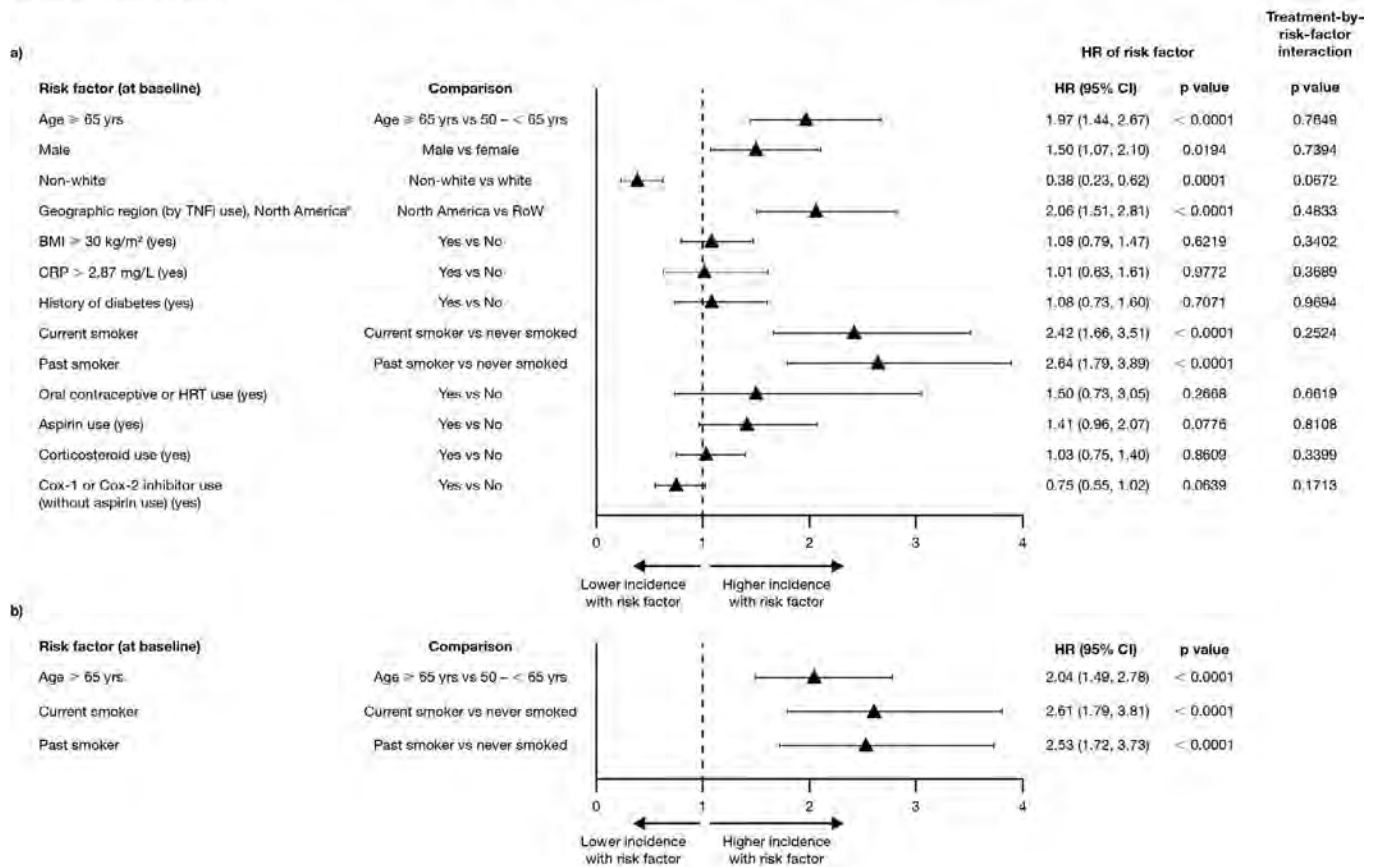 Treatment-by-
risk-factor
interaction
a)
HR of risk factor
Risk factor (at baseline) Comparison HR (95% CI) p value p value
Age ≥ 65 yrs Age ≥ 65 yrs vs 50 – < 65 yrs 1.97 (1.44, 2.67) < 0.0001 0.7649
Male Male vs female 1.50 (1.07, 2.10) 0.0194 0.7394
Non-white Non-white vs white 0.38 (0.23, 0.62) 0.0001 0.0672
Geographic region (by TNFi use), North America North America vs RoW 2.06 (1.51, 2.81) < 0.0001 0.4833
BMI ≥ 30 kg/m² (yes) Yes vs No 1.08 (0.79, 1.47) 0.6219 0.3402
CRP > 2.87 mg/L (yes) Yes vs No 1.01 (0.63, 1.61) 0.9772 0.3689
History of diabetes (yes) Yes vs No 1.08 (0.73, 1.60) 0.7071 0.9694
Current smoker Current smoker vs never smoked 2.42 (1.66, 3.51) < 0.0001 0.2524
Past smoker Past smoker vs never smoked 2.64 (1.79, 3.89) < 0.0001
Oral contraceptive or HRT use (yes) Yes vs No 1.50 (0.73, 3.05) 0.2668 0.6619
Aspirin use (yes) Yes vs No 1.41 (0.96, 2.07) 0.0776 0.8108
Corticosteroid use (yes) Yes vs No 1.03 (0.75, 1.40) 0.8609 0.3399
Cox-1 or Cox-2 inhibitor use Yes vs No 0.75 (0.55, 1.02) 0.0639 0.1713
(without aspirin use) (yes)
0 1 2 3 4
Lower incidence Higher incidence
with risk factor with risk factor
b)
Risk factor (at baseline) Comparison HR (95% CI) p value
Age ≥ 65 yrs Age ≥ 65 yrs vs 50 – < 65 yrs 2.04 (1.49, 2.78) < 0.0001
Current smoker Current smoker vs never smoked 2.61 (1.79, 3.81) < 0.0001
Past smoker Past smoker vs never smoked 2.53 (1.72, 3.73) < 0.0001
0 1 2 3 4
Lower incidence Higher incidence
with risk factor with risk factor